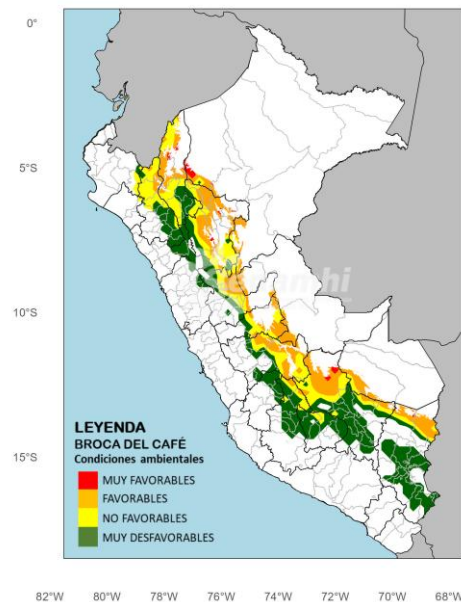 0°
5°S
10°S
15°S
LEYENDA
BROCA DEL CAFÉ
Condiciones ambientales
MUY FAVORABLES
FAVORABLES
NO FAVORABLES
MUY DESFAVORABLES
82°W 80°W 78°W 76°W 74°W 72°W 70°W 68°W